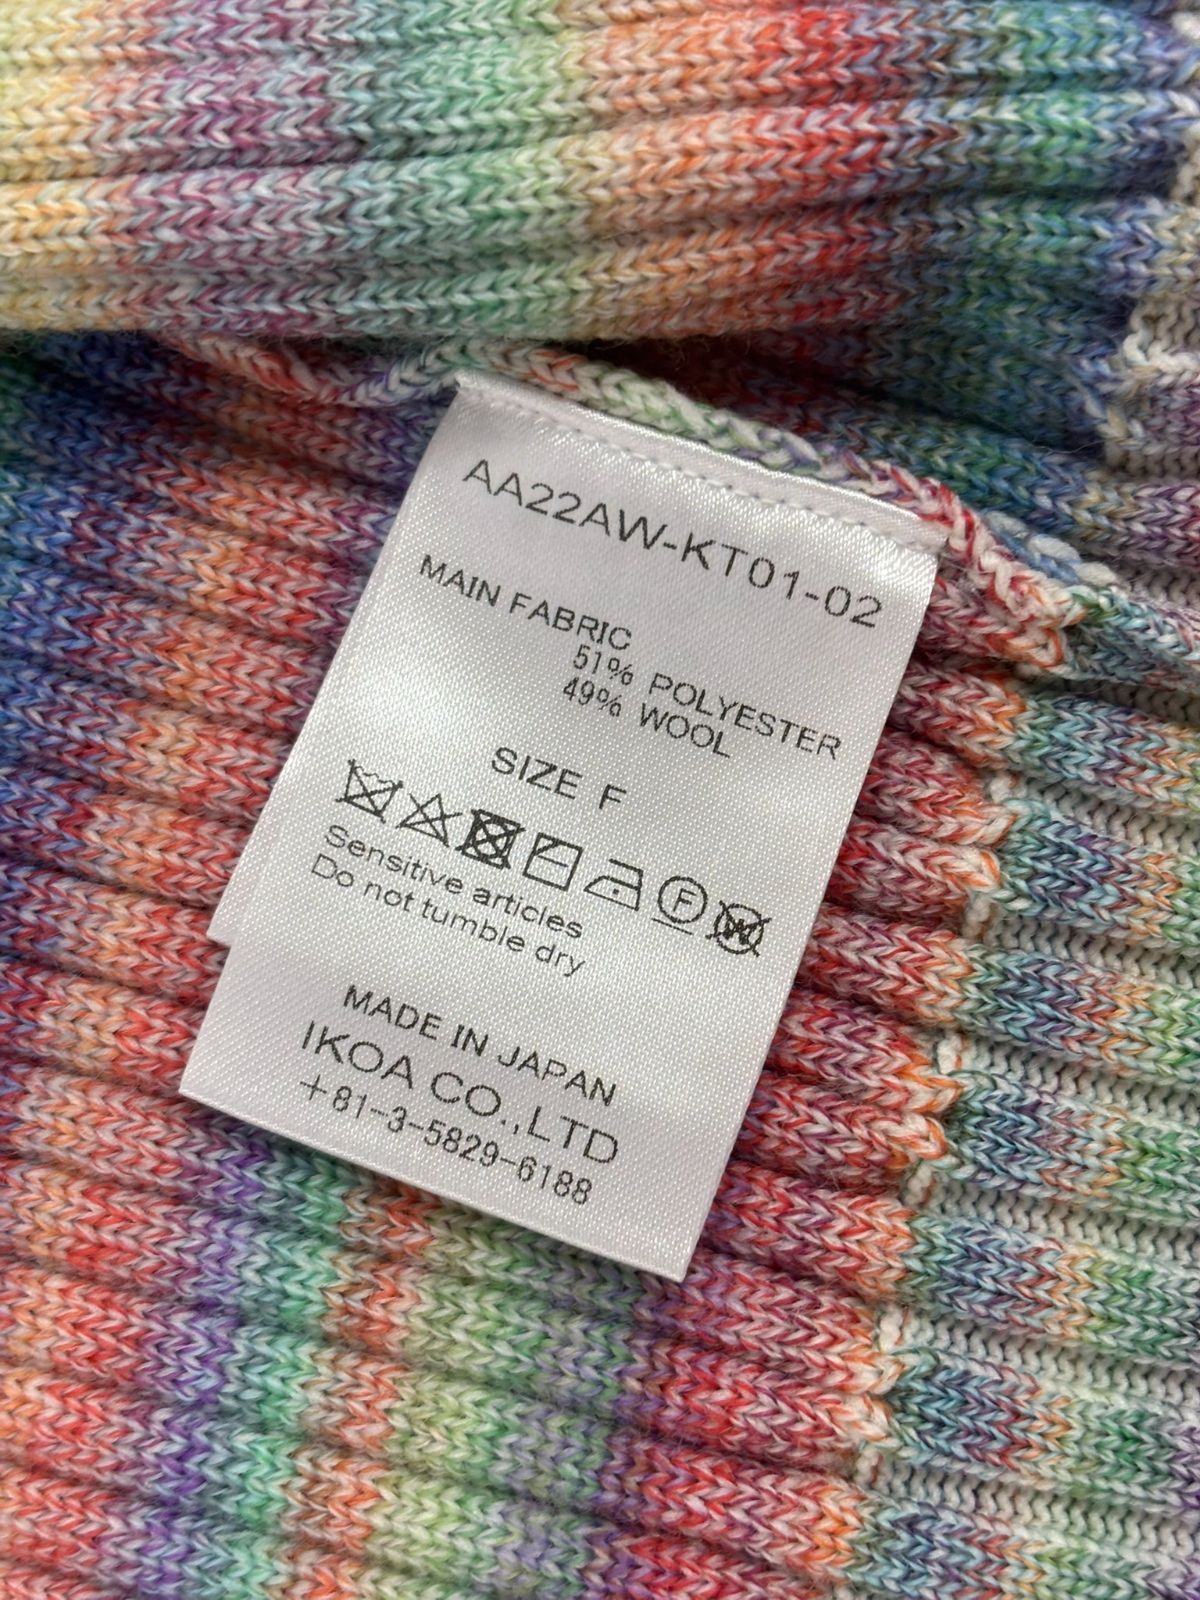 AA22AW-KT01-02
MAIN FABRIC
51% POLYESTER
49% WOOL
SIZE F
F W
Sensitive articles
Do not tumble dry
MADE IN JAPAN
IKOA CO.,LTD
+81-3-5829-6188